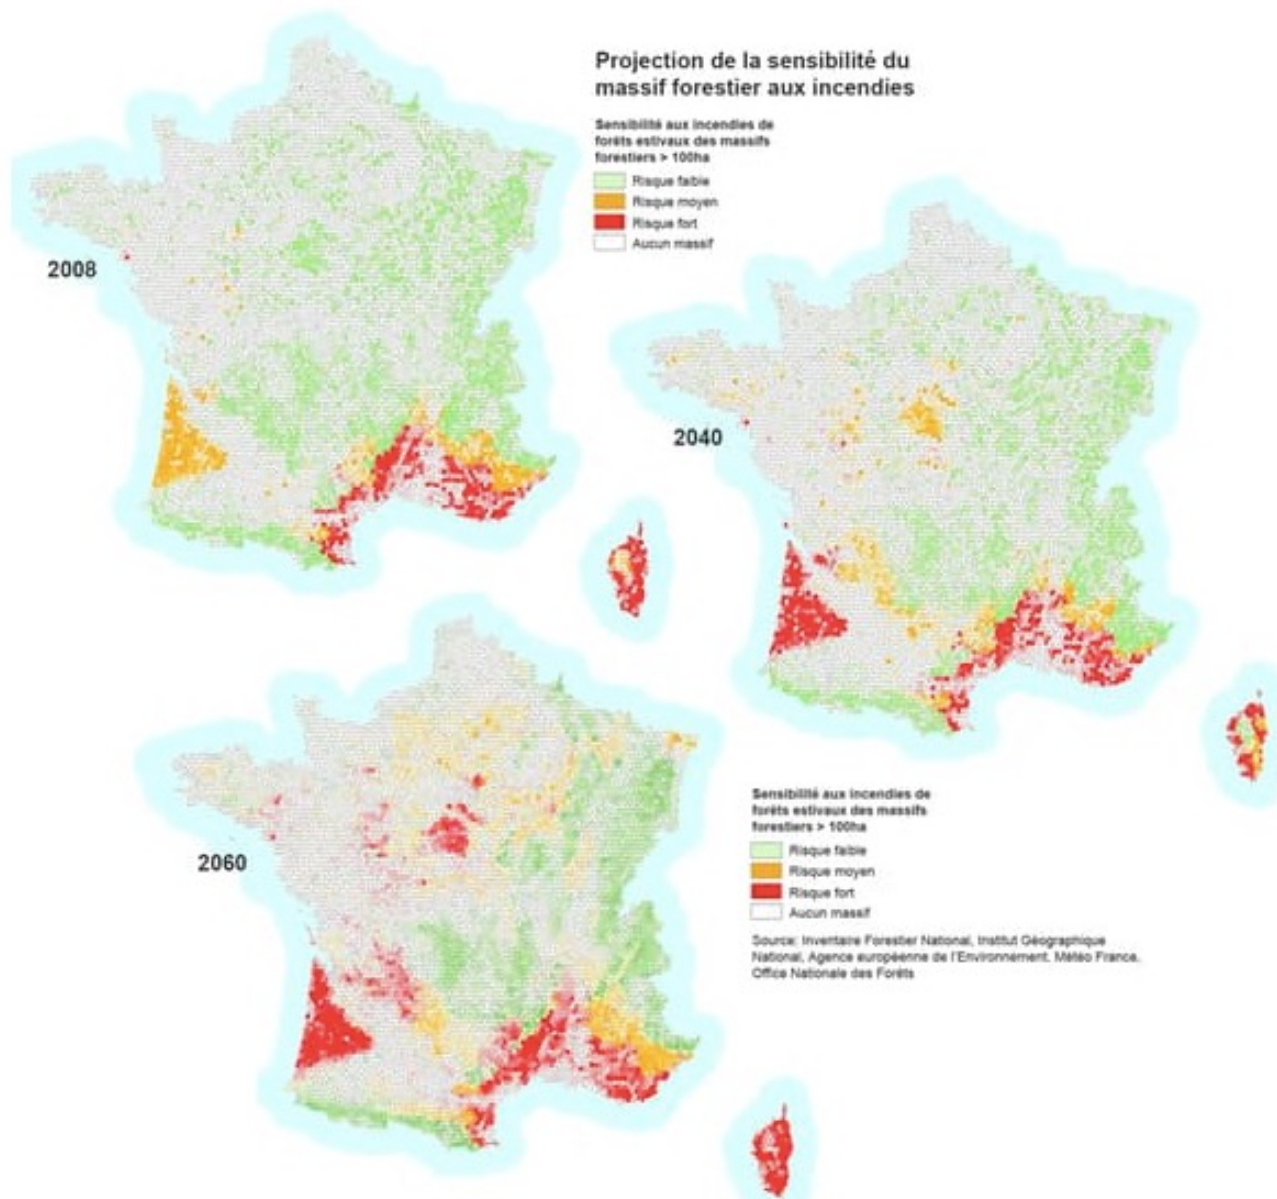 Projection de la sensibilité du
massif forestier aux incendies
Sensibilité aux incendies de
forêts estivaux des massifs
forestiers > 100ha
Risque faible
Risque moyen
Risque fort
Aucun massif
2008
2040
2060
Sensibilité aux incendies de
forêts estivaux des massifs
forestiers > 100ha
Risque faible
Risque moyen
Risque fort
Aucun massif
Source: Inventaire Forestier National, Institut Géographique
National, Agence européenne de l'Environnement, Météo France,
Office Nationale des Forêts